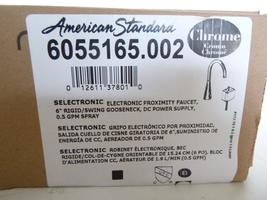 American Standard
6055165.002
Chrome
Cromo
Chrome
0 12611 37801 0
SELECTRONIC ELECTRONIC PROXIMITY FAUCET,
6" RIGID/SWING GOOSENECK, DC POWER SUPPLY,
0.5 GPM SPRAY
SELECTRONIC GRIFO ELECTRÓNICO POR PROXIMIDAD,
SALIDA CUELLO DE CISNE GIRATORIA DE 6", SUMINISTRO DE
ENERGÍA DE CC, AÉREADOR DE 0.5 GPM
SELECTRONIC ROBINET ÉLECTRONIQUE, BEC
RIGIDE/COL-DE-CYGNE ORIENTABLE DE 15.24 CM (6 PO), BLOC
D'ALIMENTATION CC, AÉRATEUR DE 1.9 L/MIN (0.5 GPM)